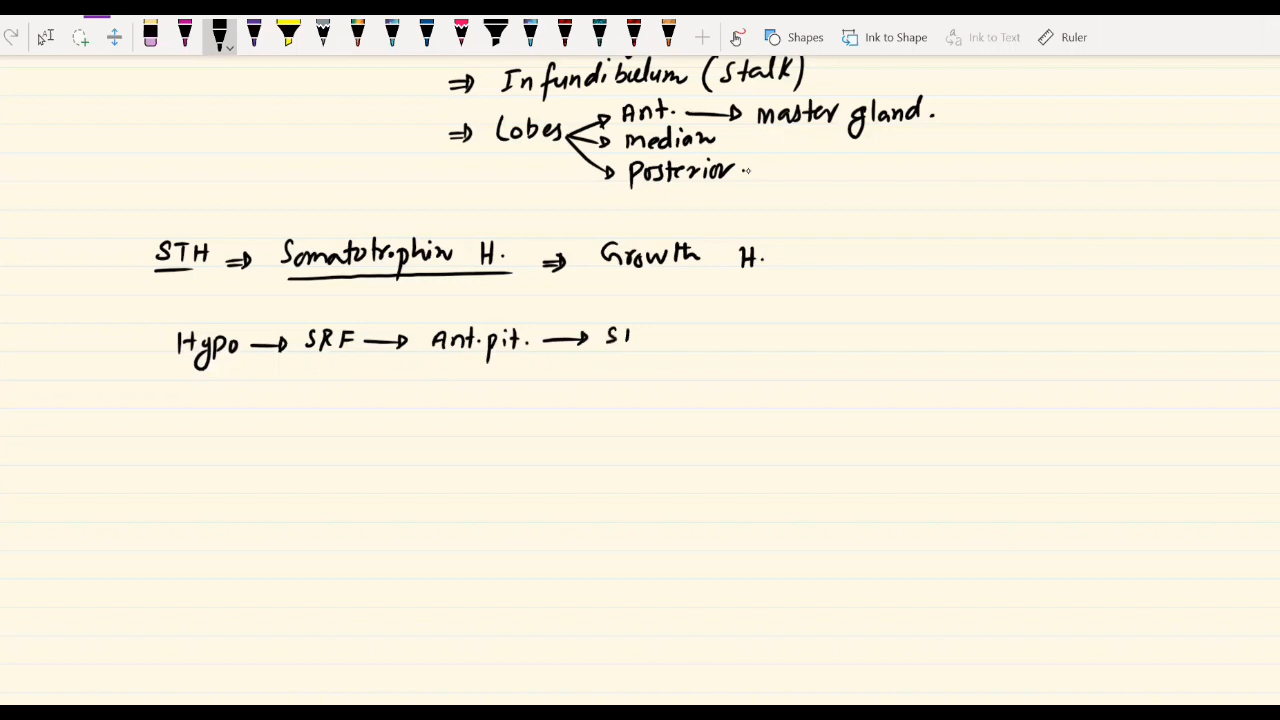 Shapes Ink to Shape Ink to Text Ruler
⇒ Infundibulum (stalk)
⇒ Lobes → Ant. → master gland.
→ median
→ Posterior
STH ⇒ Somatotrophin H. ⇒ Growth H.
Hypo → SRF → Ant.pit. → S